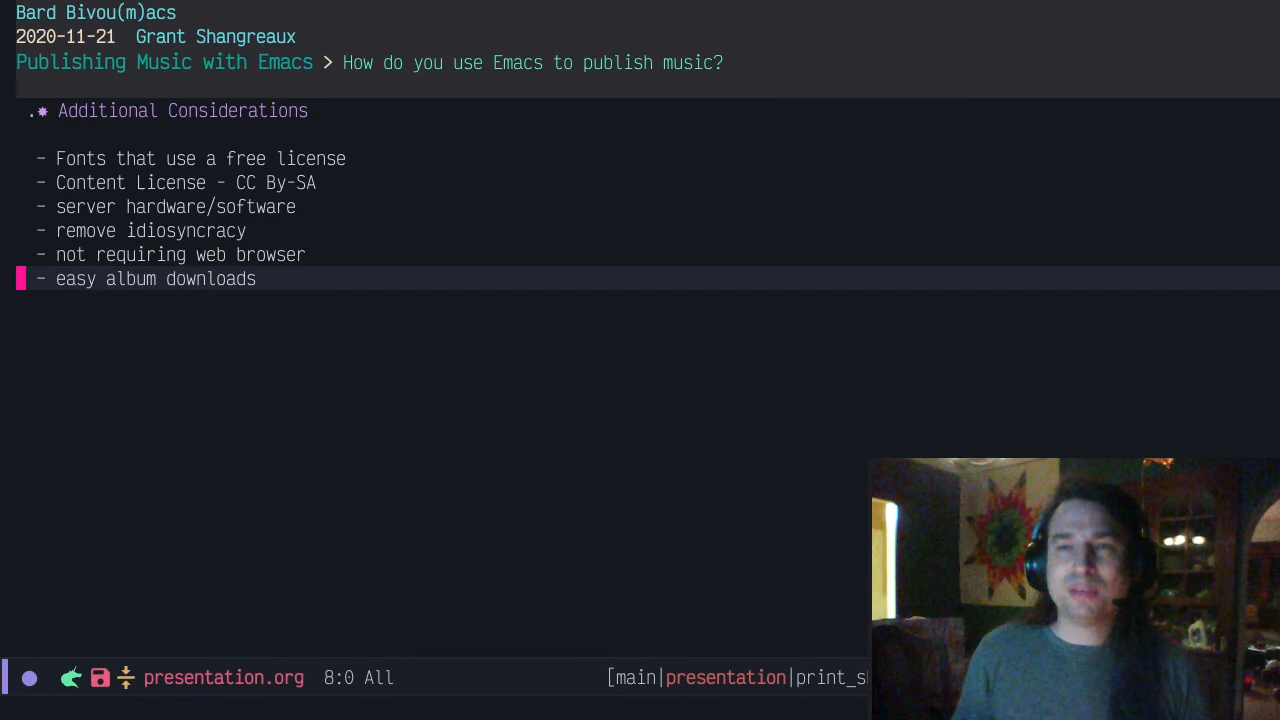 Bard Bivou(m)acs
2020-11-21 Grant Shangreaux
Publishing Music with Emacs > How do you use Emacs to publish music?
.✸ Additional Considerations
- Fonts that use a free license
- Content License - CC By-SA
- server hardware/software
- remove idiosyncracy
- not requiring web browser
- easy album downloads
presentation.org 8:0 All [main|presentation|print_s